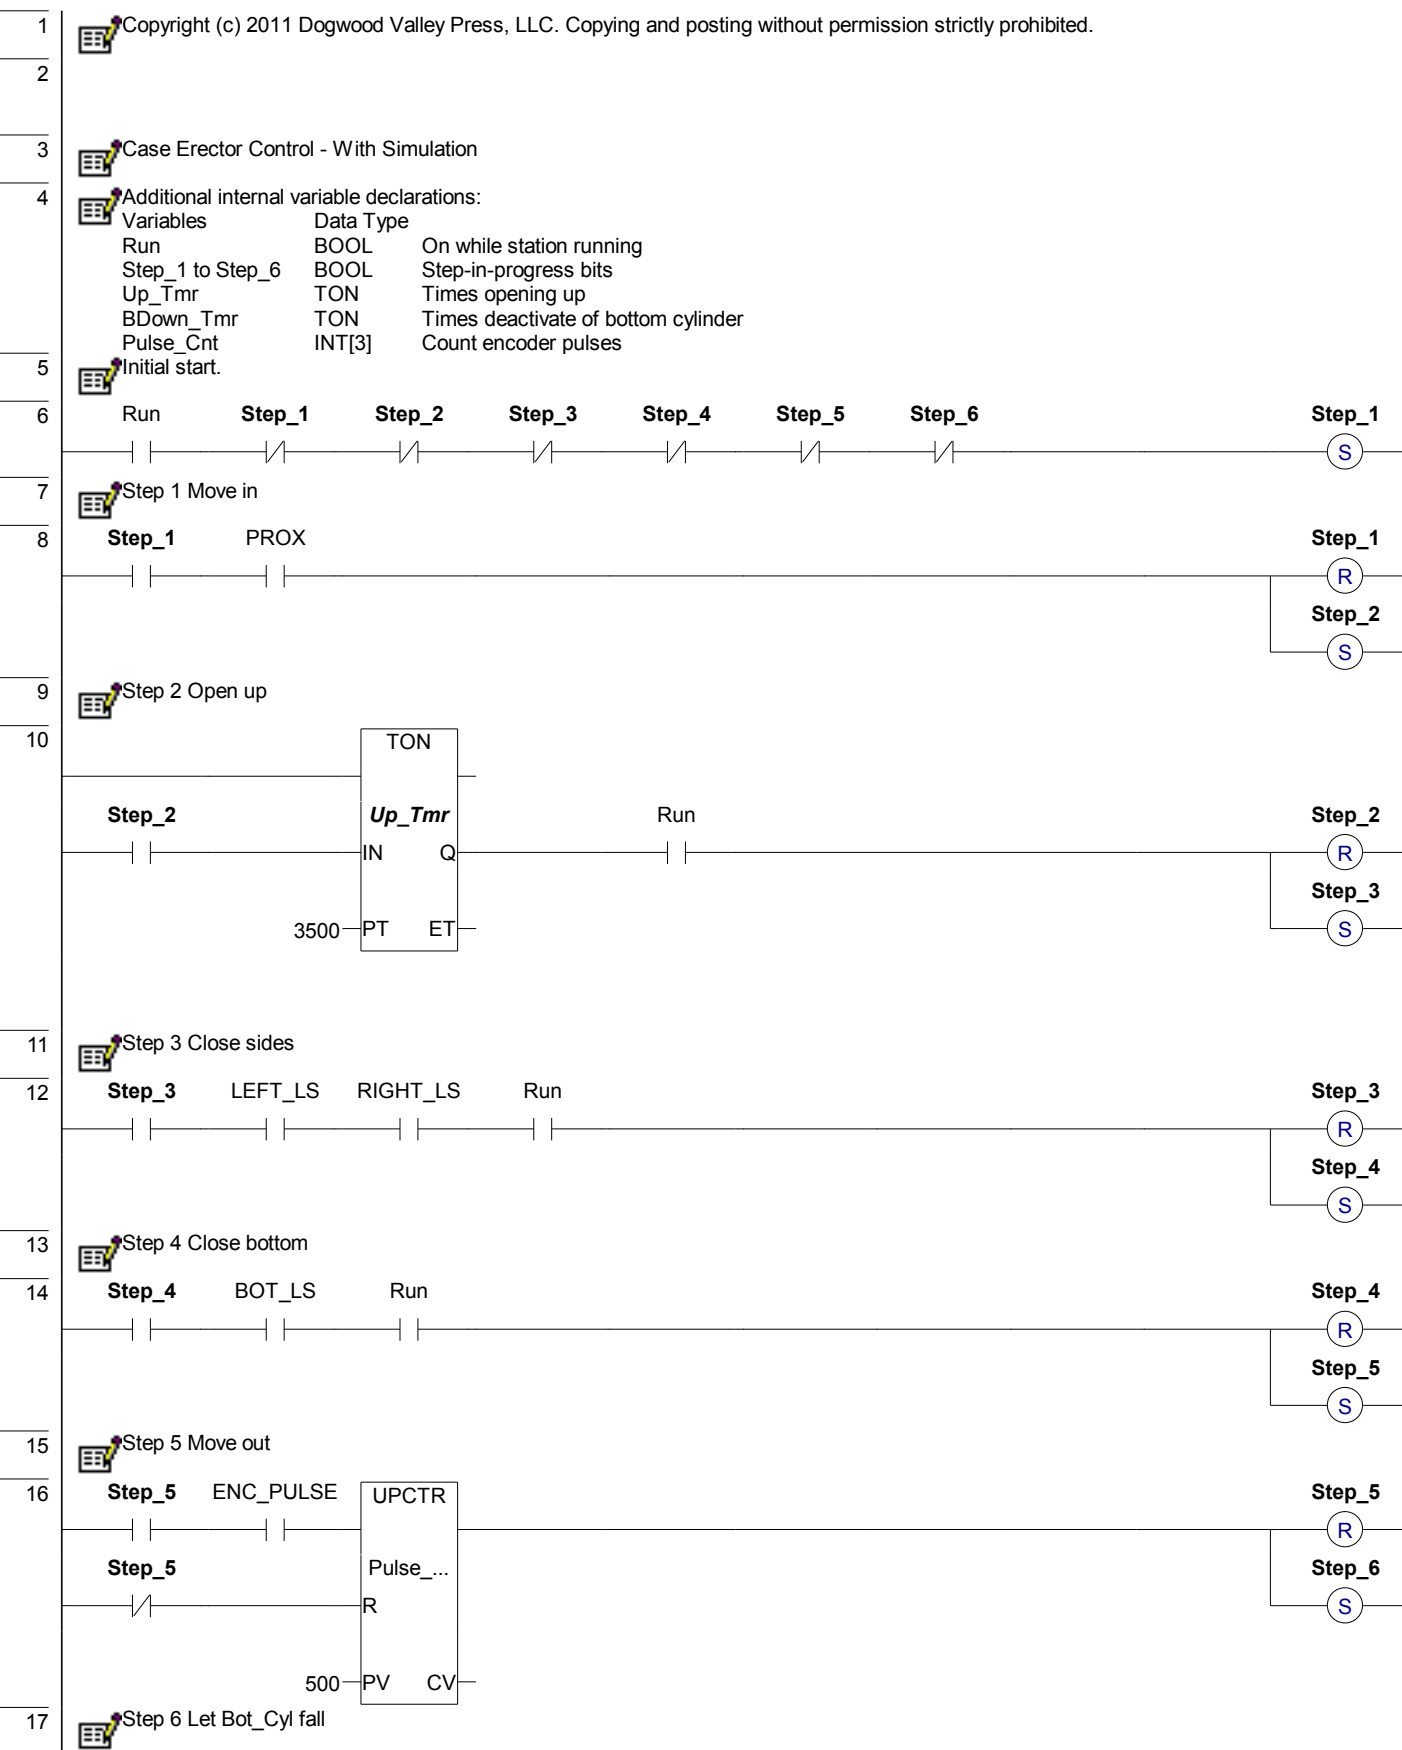 1 Copyright (c) 2011 Dogwood Valley Press, LLC. Copying and posting without permission strictly prohibited.
2
3 Case Erector Control - With Simulation
4 Additional internal variable declarations:
Variables Data Type
Run BOOL On while station running
Step_1 to Step_6 BOOL Step-in-progress bits
Up_Tmr TON Times opening up
BDown_Tmr TON Times deactivate of bottom cylinder
Pulse_Cnt INT[3] Count encoder pulses
5 Initial start.
6 Run Step_1 Step_2 Step_3 Step_4 Step_5 Step_6 Step_1
S
7 Step 1 Move in
8 Step_1 PROX Step_1
R
Step_2
S
9 Step 2 Open up
10 TON
Step_2 Up_Tmr Run Step_2
IN Q R
Step_3
3500 PT ET S
11 Step 3 Close sides
12 Step_3 LEFT_LS RIGHT_LS Run Step_3
R
Step_4
S
13 Step 4 Close bottom
14 Step_4 BOT_LS Run Step_4
R
Step_5
S
15 Step 5 Move out
16 Step_5 ENC_PULSE UPCTR Step_5
R
Step_5 Pulse_... Step_6
R S
500 PV CV
17 Step 6 Let Bot_Cyl fall